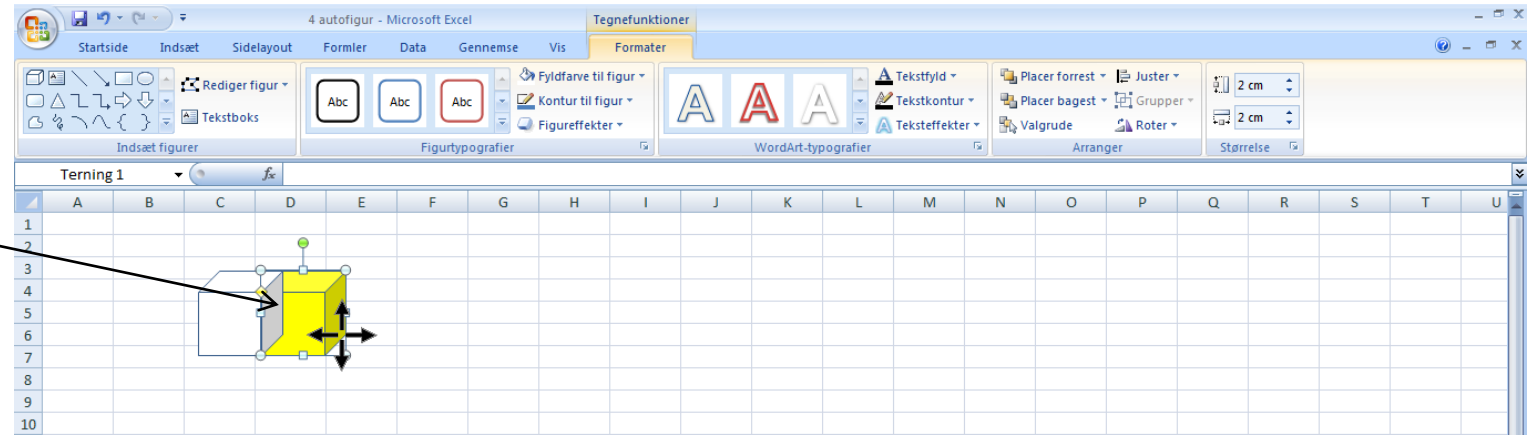 4 autofigur - Microsoft Excel
Tegnefunktioner
Startside Indsæt Sidelayout Formler Data Gennemse Vis Formater
Rediger figur
Tekstboks
Indsæt figurer
Abc Abc Abc
Fyldfarve til figur
Kontur til figur
Figureffekter
Figurtypografier
A A A
Tekstfyld
Tekstkontur
Teksteffekter
WordArt-typografier
Placer forrest
Placer bagest
Valgrude
Juster
Grupper
Roter
Arranger
2 cm
2 cm
Størrelse
Terning 1
fx
A B C D E F G H I J K L M N O P Q R S T U
1
2
3
4
5
6
7
8
9
10